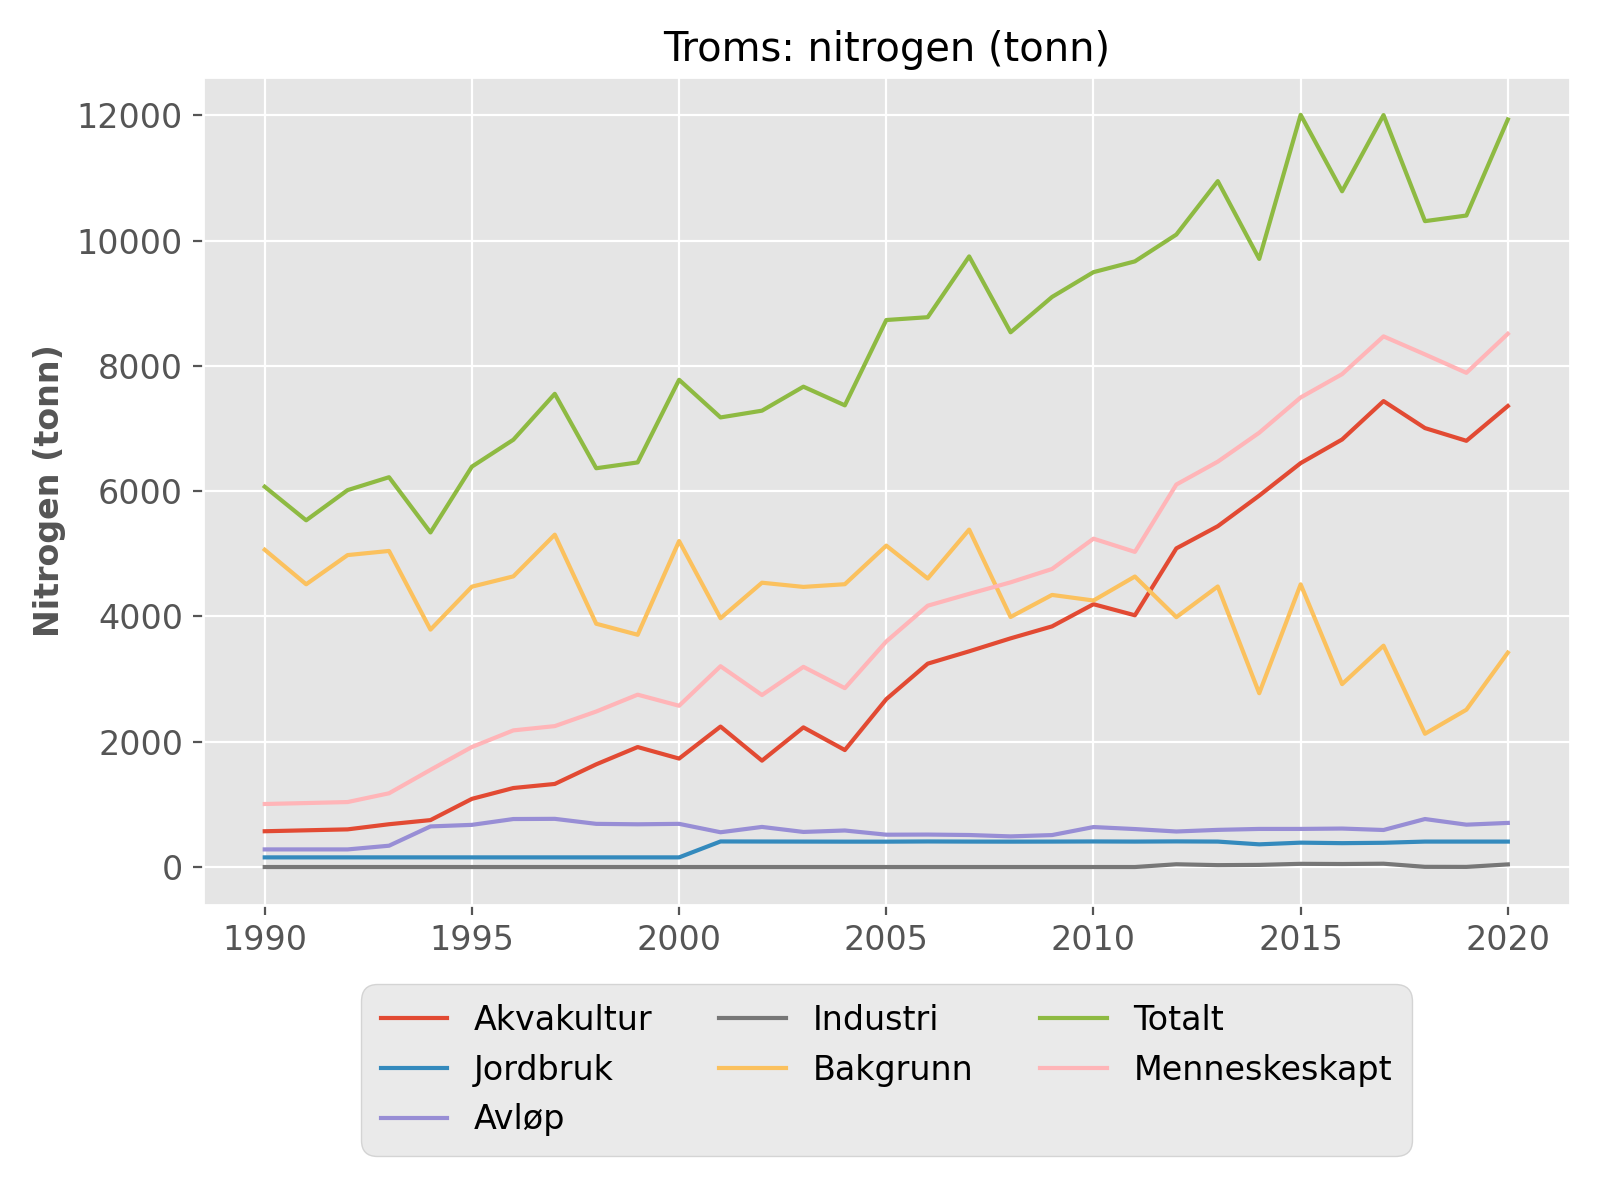 Troms: nitrogen (tonn)
12000
10000
8000
6000
4000
2000
0
Nitrogen (tonn)
1990 1995 2000 2005 2010 2015 2020
Akvakultur Industri Totalt
Jordbruk Bakgrunn Menneskeskapt
Avløp